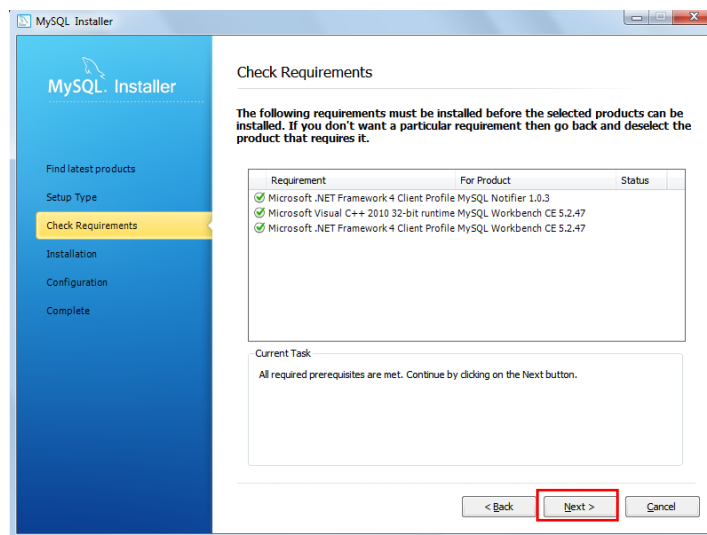 MySQL Installer
MySQL. Installer
Find latest products
Setup Type
Check Requirements
Installation
Configuration
Complete
Check Requirements
The following requirements must be installed before the selected products can be
installed. If you don't want a particular requirement then go back and deselect the
product that requires it.
Requirement For Product Status
Microsoft .NET Framework 4 Client Profile MySQL Notifier 1.0.3
Microsoft Visual C++ 2010 32-bit runtime MySQL Workbench CE 5.2.47
Microsoft .NET Framework 4 Client Profile MySQL Workbench CE 5.2.47
Current Task
All required prerequisites are met. Continue by clicking on the Next button.
< Back Next > Cancel